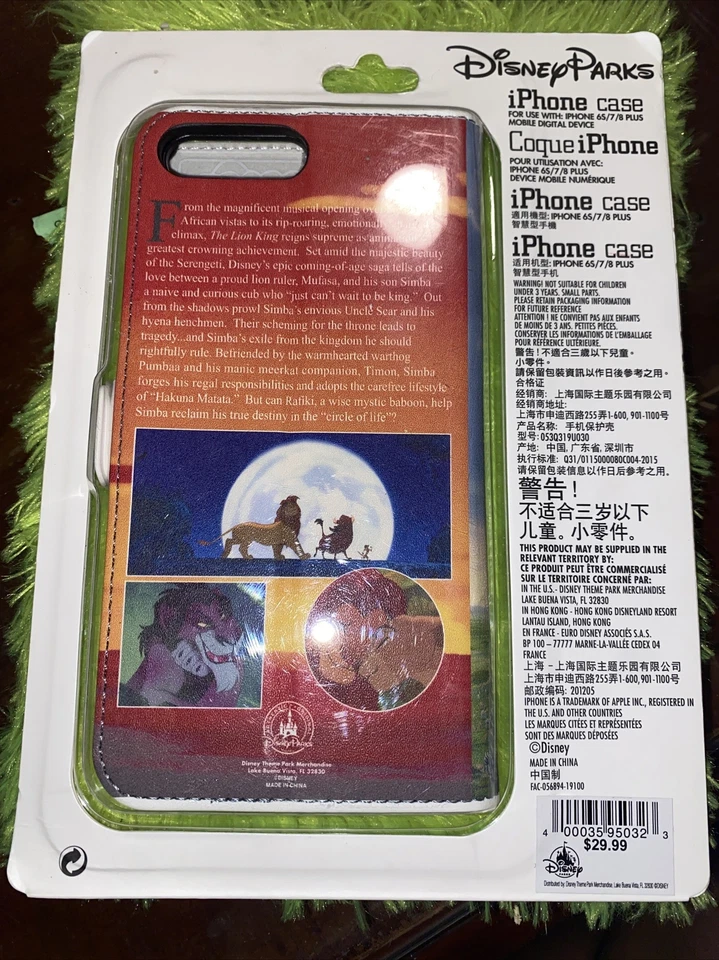 Disney Parks
iPhone case
FOR USE WITH: IPHONE 6S/7/8 PLUS
MOBILE DIGITAL DEVICE
Coque iPhone
POUR UTILISATION AVEC:
IPHONE 6S/7/8 PLUS
DEVICE MOBILE NUMÉRIQUE
iPhone case
適用機型: IPHONE 6S/7/8 PLUS
智慧型手機
iPhone case
适用机型: IPHONE 6S/7/8 PLUS
智慧型手机
WARNING! NOT SUITABLE FOR CHILDREN
UNDER 3 YEARS. SMALL PARTS.
PLEASE RETAIN PACKAGING INFORMATION
FOR FUTURE REFERENCE
ATTENTION ! NE CONVIENT PAS AUX ENFANTS
DE MOINS DE 3 ANS. PETITES PIÈCES.
CONSERVER LES INFORMATIONS DE L'EMBALLAGE
POUR RÉFÉRENCE ULTÉRIEURE.
警告!不適合三歲以下兒童。
小零件。
請保留包裝資訊以作日後參考之用。
合格证
经销商: 上海国际主题乐园有限公司
经销商地址:
上海市申迪西路255弄1-600, 901-1100号
产品名称: 手机保护壳
型号: 053Q319U030
产地: 中国, 广东省, 深圳市
执行标准: Q31/0115000080C004-2015
请保留包装信息以作日后参考之用。
警告!
不适合三岁以下
儿童。小零件。
THIS PRODUCT MAY BE SUPPLIED IN THE
RELEVANT TERRITORY BY:
CE PRODUIT PEUT ÊTRE COMMERCIALISÉ
SUR LE TERRITOIRE CONCERNÉ PAR:
IN THE U.S.- DISNEY THEME PARK MERCHANDISE
LAKE BUENA VISTA, FL 32830
IN HONG KONG - HONG KONG DISNEYLAND RESORT
LANTAU ISLAND, HONG KONG
EN FRANCE - EURO DISNEY ASSOCIÉS S.A.S.
BP 100 – 77777 MARNE-LA-VALLÉE CEDEX 04
FRANCE
上海 – 上海国际主题乐园有限公司
上海市申迪西路255弄1-600, 901-1100号
邮政编码: 201205
IPHONE IS A TRADEMARK OF APPLE INC., REGISTERED IN
THE U.S. AND OTHER COUNTRIES
LES MARQUES CITÉES ET REPRÉSENTÉES
SONT DES MARQUES DÉPOSÉES
©Disney
MADE IN CHINA
中国制
FAC-056894-19100
4 00035 95032 3
$29.99
Disney
PARKS
Distributed by: Disney Theme Park Merchandise, Lake Buena Vista, FL 32830 ©DISNEY
From the magnificent musical opening
African vistas to its rip-roaring,
climax, The Lion King reigns supreme as
greatest crowning achievement. Set amid the majestic beauty
of the Serengeti, Disney's epic coming-of-age saga tells of the
love between a proud lion ruler, Mufasa, and his son Simba
a naive and curious cub who "just can't wait to be king." Out
from the shadows prowl Simba's envious Uncle Scar and his
hyena henchmen. Their scheming for the throne leads to
tragedy...and Simba's exile from the kingdom he should
rightfully rule. Befriended by the warmhearted warthog
Pumbaa and his manic meerkat companion, Timon, Simba
forges his regal responsibilities and adopts the carefree lifestyle
of "Hakuna Matata." But can Rafiki, a wise mystic baboon, help
Simba reclaim his true destiny in the "circle of life"?
Disney Parks
Disney Theme Park Merchandise
Lake Buena Vista, FL 32830
©DISNEY
MADE IN CHINA